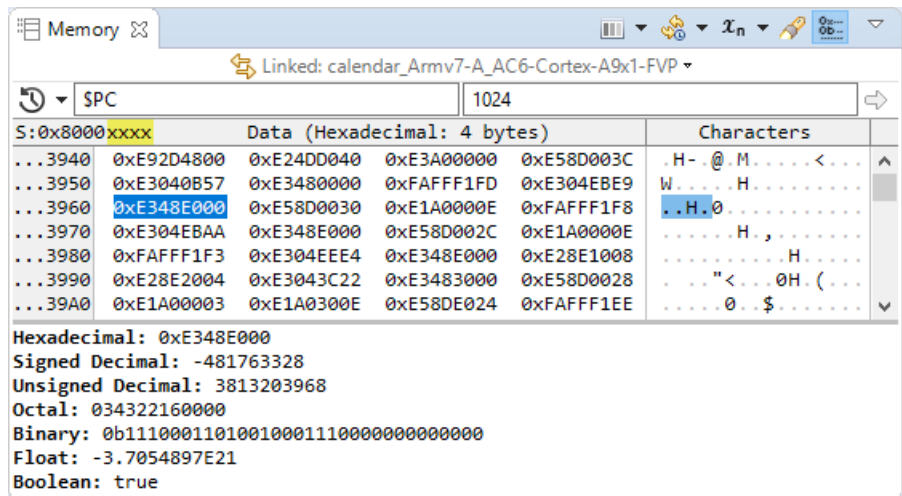 Memory
Linked: calendar_Armv7-A_AC6-Cortex-A9x1-FVP
$PC 1024
S:0x8000xxxx Data (Hexadecimal: 4 bytes) Characters
...3940 0xE92D4800 0xE24DD040 0xE3A00000 0xE58D003C .H-.@.M.....<...
...3950 0xE3040B57 0xE3480000 0xFAFFF1FD 0xE304EBE9 W.....H.........
...3960 0xE348E000 0xE58D0030 0xE1A0000E 0xFAFFF1F8 ..H.0...........
...3970 0xE304EBAA 0xE348E000 0xE58D002C 0xE1A0000E ......H.,.......
...3980 0xFAFFF1F3 0xE304EEE4 0xE348E000 0xE28E1008 ..........H.....
...3990 0xE28E2004 0xE3043C22 0xE3483000 0xE58D0028 . .."<...0H.(...
...39A0 0xE1A00003 0xE1A0300E 0xE58DE024 0xFAFFF1EE .....0..$.......
Hexadecimal: 0xE348E000
Signed Decimal: -481763328
Unsigned Decimal: 3813203968
Octal: 034322160000
Binary: 0b11100011010010001110000000000000
Float: -3.7054897E21
Boolean: true